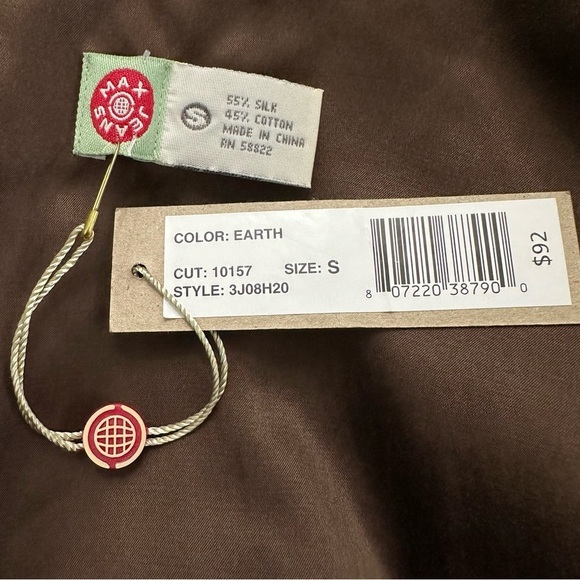 MAX JEANS
S
55% SILK
45% COTTON
MADE IN CHINA
RN 58822
COLOR: EARTH
CUT: 10157 SIZE: S
STYLE: 3J08H20
8 07220 38790 0
$92